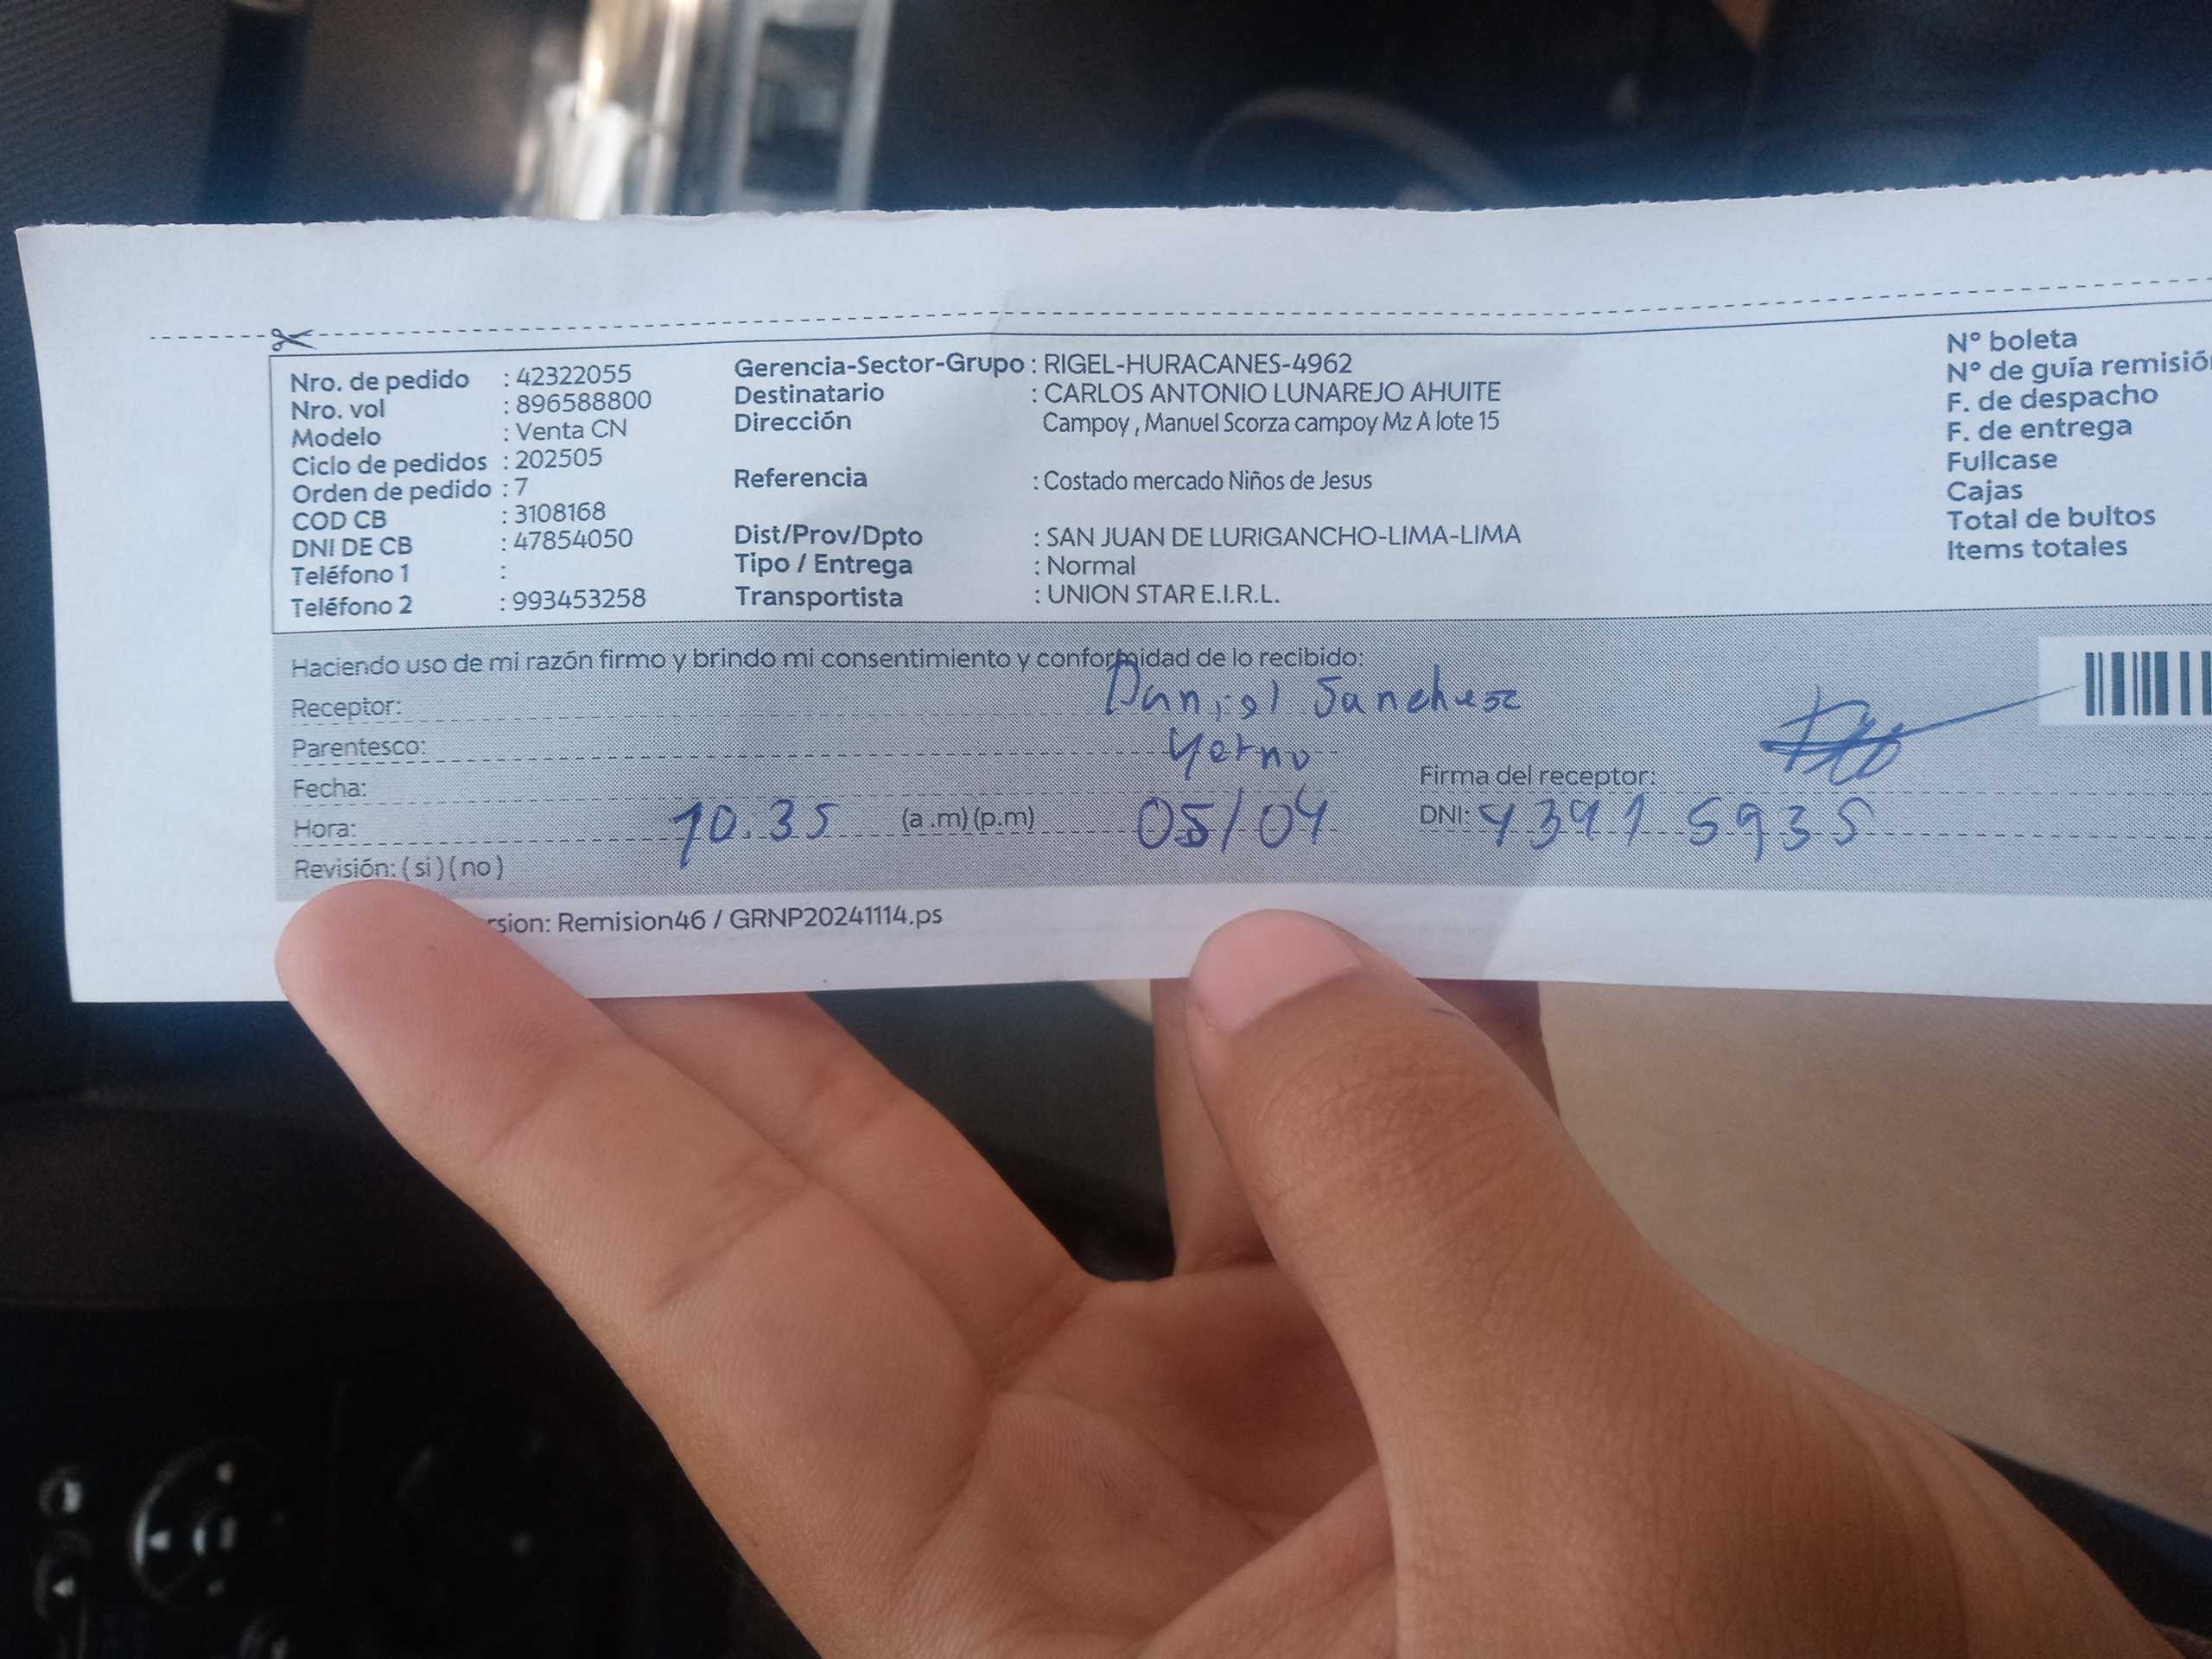 Nro. de pedido : 42322055
Nro. vol : 896588800
Modelo : Venta CN
Ciclo de pedidos : 202505
Orden de pedido : 7
COD CB : 3108168
DNI DE CB : 47854050
Teléfono 1 :
Teléfono 2 : 993453258
Gerencia-Sector-Grupo : RIGEL-HURACANES-4962
Destinatario : CARLOS ANTONIO LUNAREJO AHUITE
Dirección Campoy , Manuel Scorza campoy Mz A lote 15
Referencia : Costado mercado Niños de Jesus
Dist/Prov/Dpto : SAN JUAN DE LURIGANCHO-LIMA-LIMA
Tipo / Entrega : Normal
Transportista : UNION STAR E.I.R.L.
N° boleta
N° de guía remisió
F. de despacho
F. de entrega
Fullcase
Cajas
Total de bultos
Items totales
Haciendo uso de mi razón firmo y brindo mi consentimiento y conformidad de lo recibido:
Receptor: Daniel Sanchez
Parentesco: Yerno
Fecha:
Firma del receptor:
Hora: 10.35 (a .m) (p.m) 05/04 DNI: 43915935
Revisión: ( si ) ( no )
rsion: Remision46 / GRNP20241114.ps